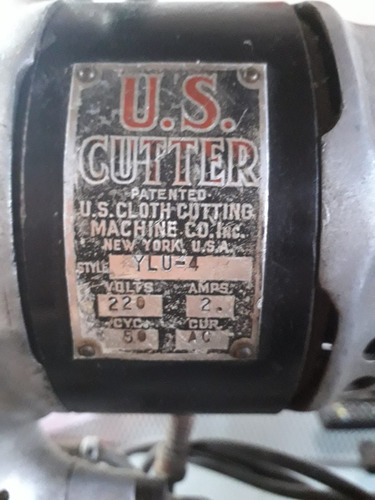 U.S.
CUTTER
PATENTED
U.S. CLOTH CUTTING
MACHINE CO. INC.
NEW YORK, U.S.A.
STYLE YLU-4
VOLTS AMPS.
220 2.
CYC. CUR.
50 AC